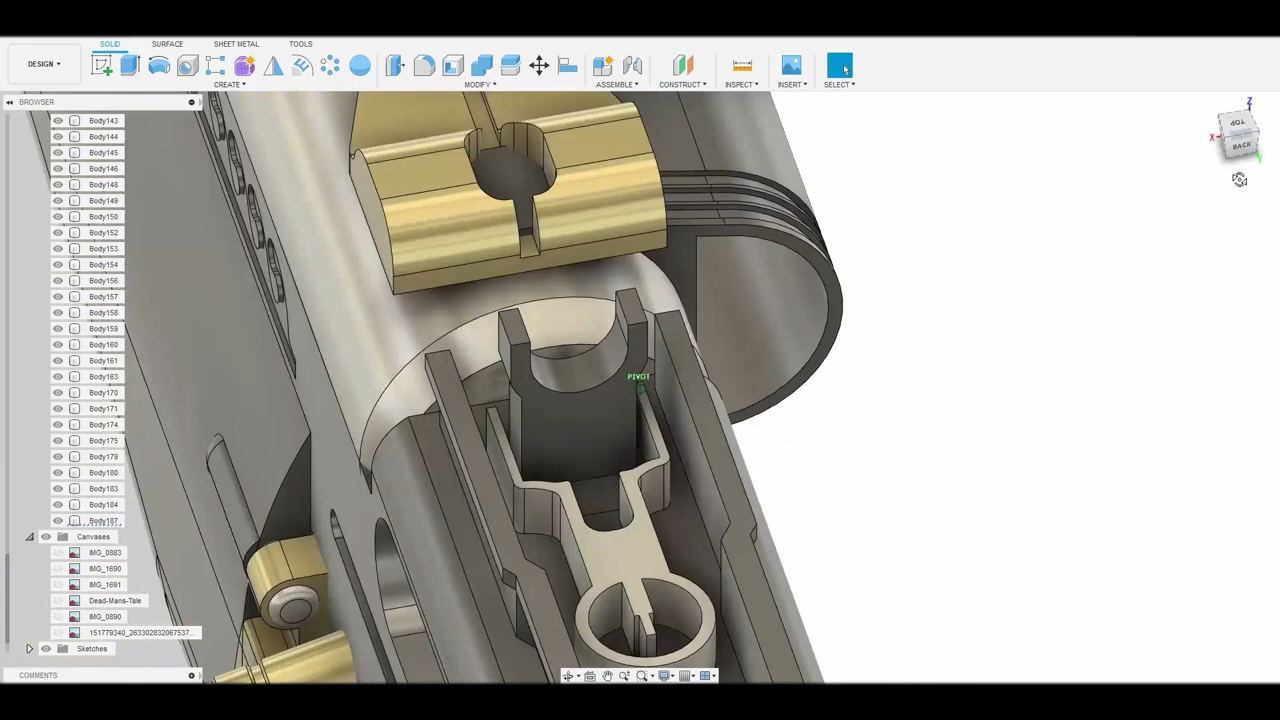 SOLID SURFACE SHEET METAL TOOLS
DESIGN
CREATE MODIFY ASSEMBLE CONSTRUCT INSPECT INSERT SELECT
BROWSER
Body143
Body144
Body145
Body146
Body148
Body149
Body150
Body152
Body153
Body154
Body156
Body157
Body158
Body159
Body160
Body161
Body163
Body170
Body171
Body174
Body175
Body179
Body180
Body183
Body184
Body187
Canvases
IMG_0883
IMG_1690
IMG_1691
Dead-Mans-Tale
IMG_0890
151779340_263302832067537...
Sketches
COMMENTS
PIVOT
Z
TOP
X
BACK